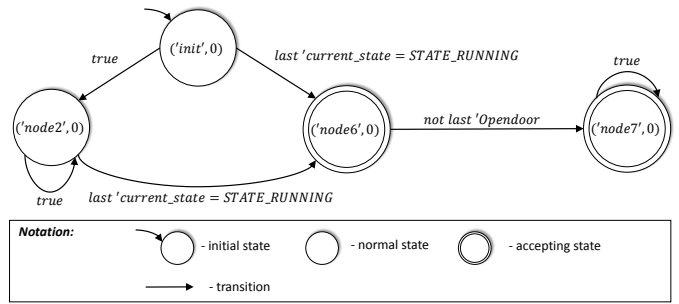 ('init', 0)
true
last 'current_state = STATE_RUNNING
true
('node2', 0)
('node6', 0)
not last 'Opendoor
('node7', 0)
true
last 'current_state = STATE_RUNNING
Notation:
- initial state
- normal state
- accepting state
- transition